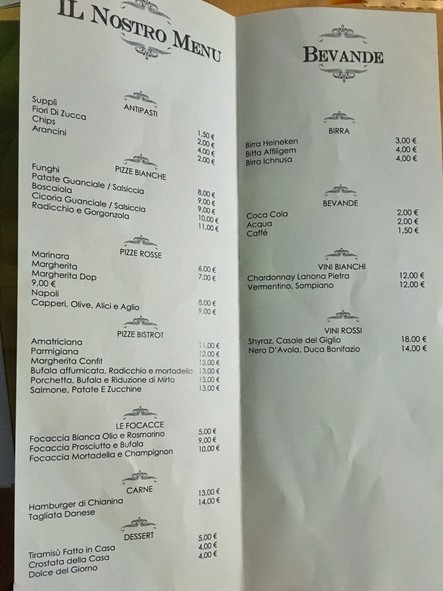 IL NOSTRO MENU
ANTIPASTI
Supplì 1,50 €
Fiori Di Zucca 2,00 €
Chips 4,00 €
Arancini 2,00 €
PIZZE BIANCHE
Funghi 8,00 €
Patate Guanciale / Salsiccia 9,00 €
Boscaiola 9,00 €
Cicoria Guanciale / Salsiccia 10,00 €
Radicchio e Gorgonzola 11,00 €
PIZZE ROSSE
Marinara 6,00 €
Margherita 7,00 €
Margherita Dop
9,00 €
Napoli 8,00 €
Capperi, Olive, Alici e Aglio 9,00 €
PIZZE BISTROT
Amatriciana 11,00 €
Parmigiana 12,00 €
Margherita Confit 13,00 €
Bufala affumicata, Radicchio e mortadella 13,00 €
Porchetta, Bufala e Riduzione di Mirto 13,00 €
Salmone, Patate E Zucchine 13,00 €
LE FOCACCE
Focaccia Bianca Olio e Rosmarino 5,00 €
Focaccia Prosciutto e Bufala 9,00 €
Focaccia Mortadella e Champignon 10,00 €
CARNE
Hamburger di Chianina 13,00 €
Tagliata Danese 14,00 €
DESSERT
Tiramisù Fatto in Casa 5,00 €
Crostata della Casa 4,00 €
Dolce del Giorno 4,00 €
BEVANDE
BIRRA
Birra Heineken 3,00 €
Bitta Affiligem 4,00 €
Birra Ichnusa 4,00 €
BEVANDE
Coca Cola 2,00 €
Acqua 2,00 €
Caffé 1,50 €
VINI BIANCHI
Chardonnay Lanona Pietra 12,00 €
Vermentino, Sompiano 12,00 €
VINI ROSSI
Shyraz, Casale del Giglio 18,00 €
Nero D'Avola, Duca Bonifazio 14,00 €